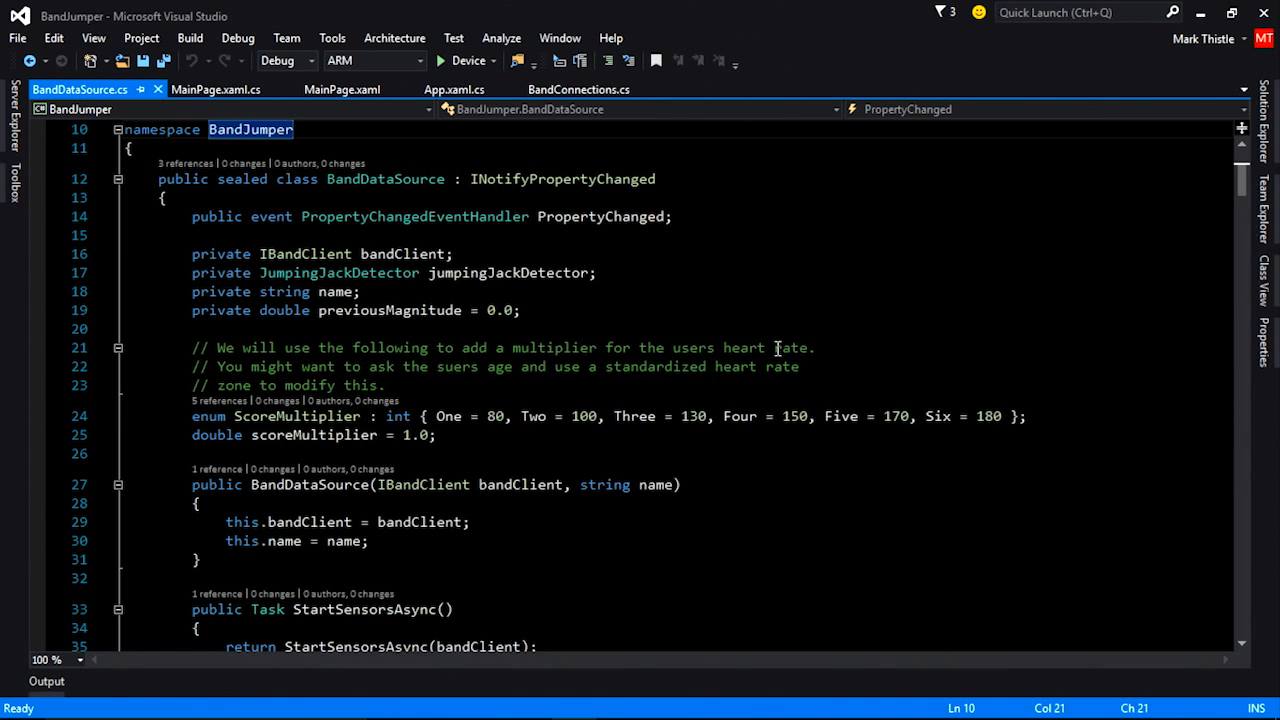 BandJumper - Microsoft Visual Studio
3
Quick Launch (Ctrl+Q)
File Edit View Project Build Debug Team Tools Architecture Test Analyze Window Help
Mark Thistle MT
Debug ARM Device
BandDataSource.cs MainPage.xaml.cs MainPage.xaml App.xaml.cs BandConnections.cs
BandJumper BandJumper.BandDataSource PropertyChanged
Server Explorer
Toolbox
Solution Explorer
Team Explorer
Class View
Properties
10 namespace BandJumper
11 {
3 references | 0 changes | 0 authors, 0 changes
12 public sealed class BandDataSource : INotifyPropertyChanged
13 {
14 public event PropertyChangedEventHandler PropertyChanged;
15
16 private IBandClient bandClient;
17 private JumpingJackDetector jumpingJackDetector;
18 private string name;
19 private double previousMagnitude = 0.0;
20
21 // We will use the following to add a multiplier for the users heart rate.
22 // You might want to ask the suers age and use a standardized heart rate
23 // zone to modify this.
5 references | 0 changes | 0 authors, 0 changes
24 enum ScoreMultiplier : int { One = 80, Two = 100, Three = 130, Four = 150, Five = 170, Six = 180 };
25 double scoreMultiplier = 1.0;
26
1 reference | 0 changes | 0 authors, 0 changes
27 public BandDataSource(IBandClient bandClient, string name)
28 {
29 this.bandClient = bandClient;
30 this.name = name;
31 }
32
1 reference | 0 changes | 0 authors, 0 changes
33 public Task StartSensorsAsync()
34 {
35 return StartSensorsAsync(bandClient);
100 %
Output
Ready Ln 10 Col 21 Ch 21 INS